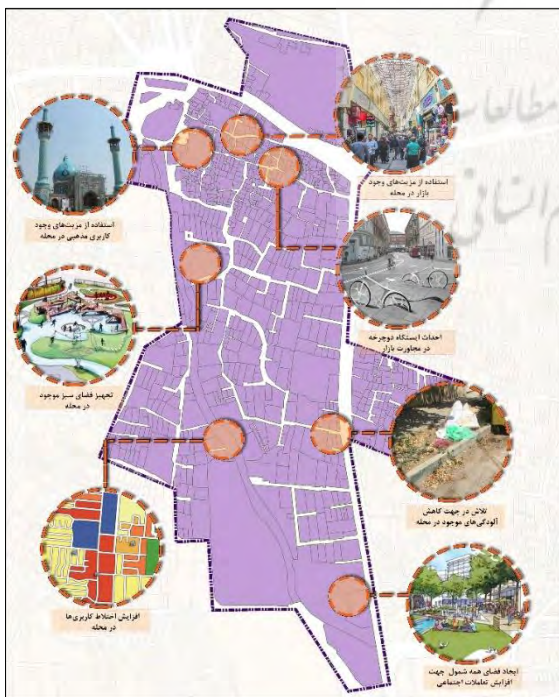 مطالعات
استفاده از مزیت‌های وجود
بازار در محله
استفاده از مزیت‌های وجود
کاربری مذهبی در محله
احداث ایستگاه دوچرخه
در مجاورت بازار
تجهیز فضای سبز موجود
در محله
تلاش در جهت کاهش
آلودگی‌های موجود در محله
افزایش اختلاط کاربری‌ها
در محله
ایجاد فضای همه شمول جهت
افزایش تعاملات اجتماعی